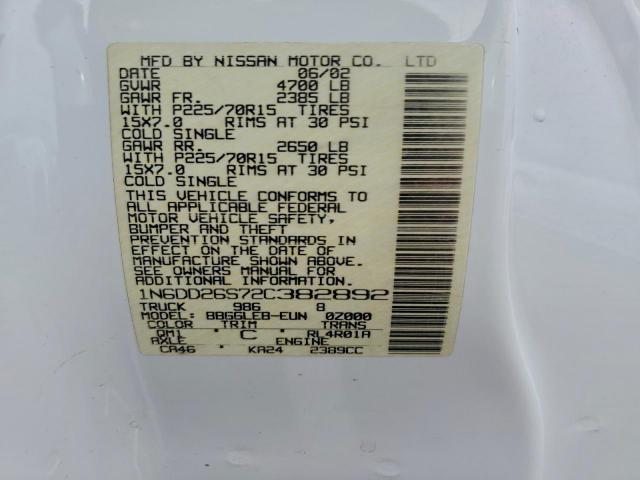 MFD BY NISSAN MOTOR CO. LTD
DATE 06/02
GVWR 4700 LB
GAWR FR. 2385 LB
WITH P225/70R15 TIRES
15X7.0 RIMS AT 30 PSI
COLD SINGLE
GAWR RR. 2650 LB
WITH P225/70R15 TIRES
15X7.0 RIMS AT 30 PSI
COLD SINGLE
THIS VEHICLE CONFORMS TO
ALL APPLICABLE FEDERAL
MOTOR VEHICLE SAFETY,
BUMPER AND THEFT
PREVENTION STANDARDS IN
EFFECT ON THE DATE OF
MANUFACTURE SHOWN ABOVE.
SEE OWNERS MANUAL FOR
ADDITIONAL INFORMATION.
1N6DD26S72C382892
TRUCK 986 8
MODEL: BBG6LEB-EUN 0Z000
COLOR TRIM TRANS
QM1 C RL4R01A
AXLE ENGINE
CA46 KA24 2389CC